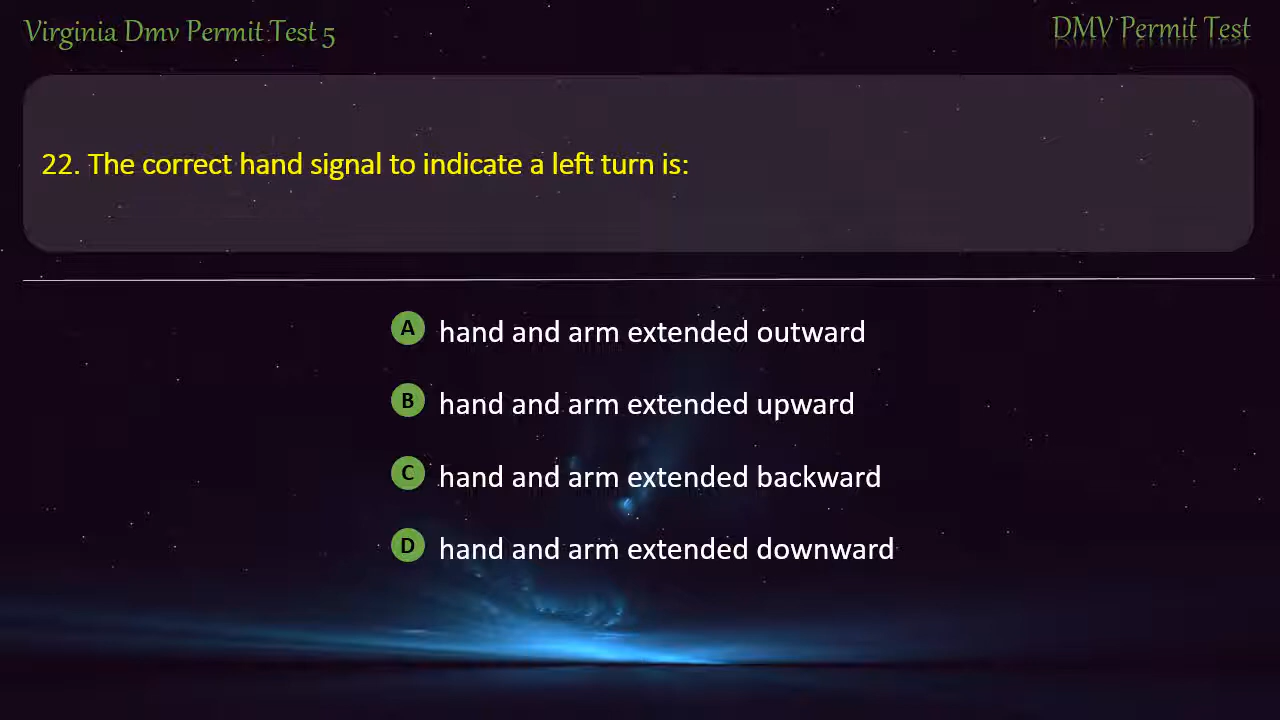 Virginia Dmv Permit Test 5
DMV Permit Test
22. The correct hand signal to indicate a left turn is:
A hand and arm extended outward
B hand and arm extended upward
C hand and arm extended backward
D hand and arm extended downward